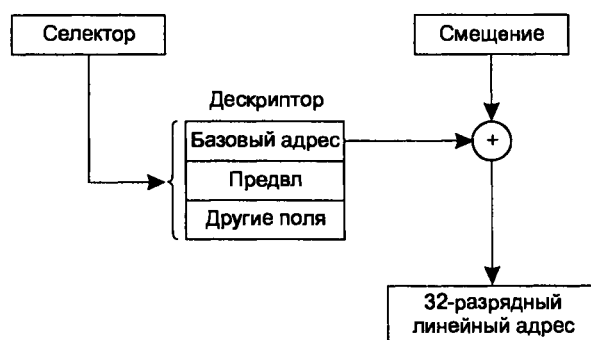 Селектор
Смещение
Дескриптор
Базовый адрес
+
Предвл
Другие поля
32-разрядный
линейный адрес